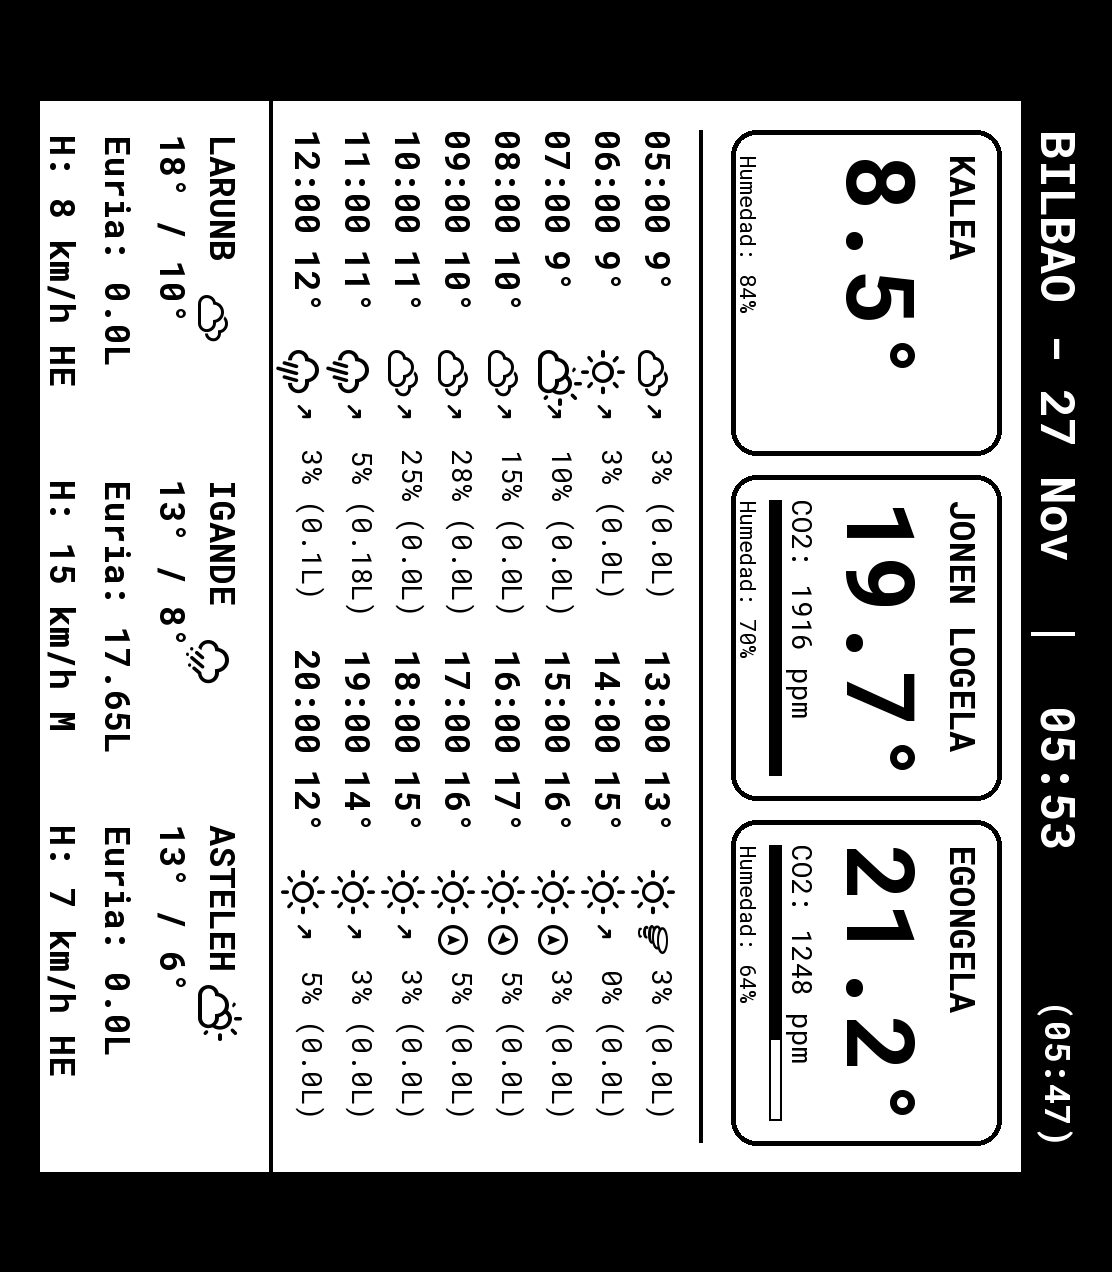 BILBAO - 27 Nov | 05:53 (05:47)
KALEA
8.5°
Humedad: 84%
JONEN LOGELA
19.7°
CO2: 1916 ppm
Humedad: 70%
EGONGELA
21.2°
CO2: 1248 ppm
Humedad: 64%
05:00 9° ↗ 3% (0.0L)
06:00 9° ↗ 3% (0.0L)
07:00 9° ↗ 10% (0.0L)
08:00 10° ↗ 15% (0.0L)
09:00 10° ↗ 28% (0.0L)
10:00 11° ↗ 25% (0.0L)
11:00 11° ↗ 5% (0.18L)
12:00 12° ↗ 3% (0.1L)
13:00 13° 3% (0.0L)
14:00 15° ↗ 0% (0.0L)
15:00 16° 3% (0.0L)
16:00 17° 5% (0.0L)
17:00 16° 5% (0.0L)
18:00 15° ↗ 3% (0.0L)
19:00 14° ↗ 3% (0.0L)
20:00 12° ↗ 5% (0.0L)
LARUNB
18° / 10°
Euria: 0.0L
H: 8 km/h HE
IGANDE
13° / 8°
Euria: 17.65L
H: 15 km/h M
ASTELEH
13° / 6°
Euria: 0.0L
H: 7 km/h HE